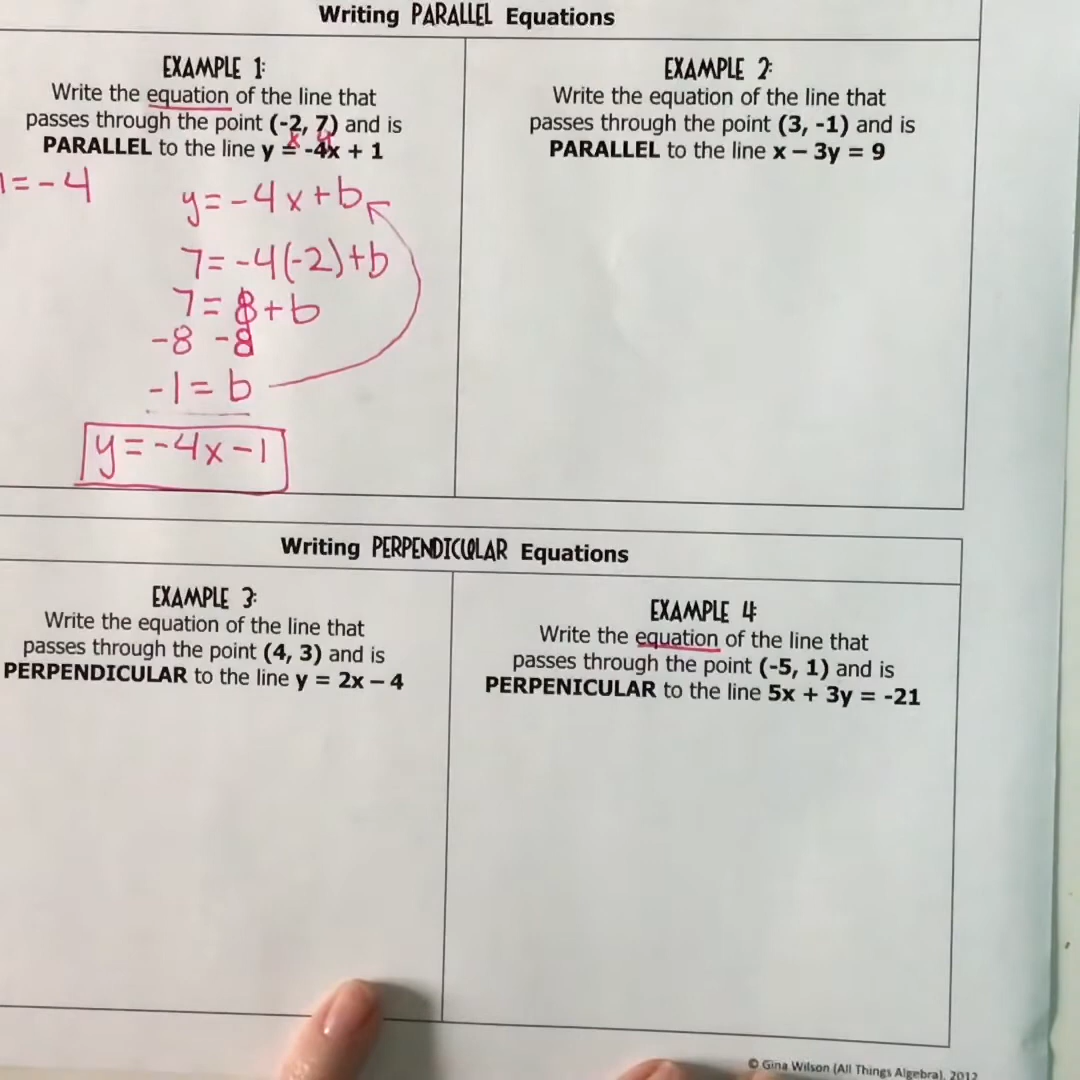 Writing PARALLEL Equations
EXAMPLE 1:
Write the equation of the line that
passes through the point (-2, 7) and is
x y
PARALLEL to the line y = -4x + 1
= -4
y = -4x + b
7 = -4(-2) + b
7 = 8 + b
-8 -8
-1 = b
y = -4x - 1
EXAMPLE 2:
Write the equation of the line that
passes through the point (3, -1) and is
PARALLEL to the line x – 3y = 9
Writing PERPENDICULAR Equations
EXAMPLE 3:
Write the equation of the line that
passes through the point (4, 3) and is
PERPENDICULAR to the line y = 2x – 4
EXAMPLE 4:
Write the equation of the line that
passes through the point (-5, 1) and is
PERPENICULAR to the line 5x + 3y = -21
© Gina Wilson (All Things Algebra), 2012